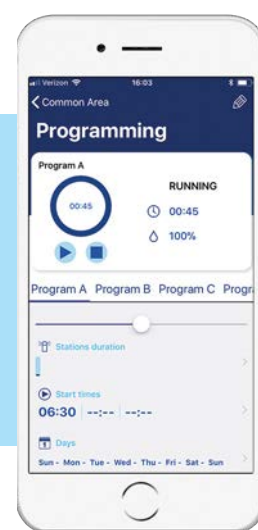 Verizon 16:03
Common Area
Programming
Program A
00:45
RUNNING
00:45
100%
Program A Program B Program C Progr
Stations duration
Start times
06:30 --:-- --:--
Days
Sun - Mon - Tue - Wed - Thu - Fri - Sat - Sun